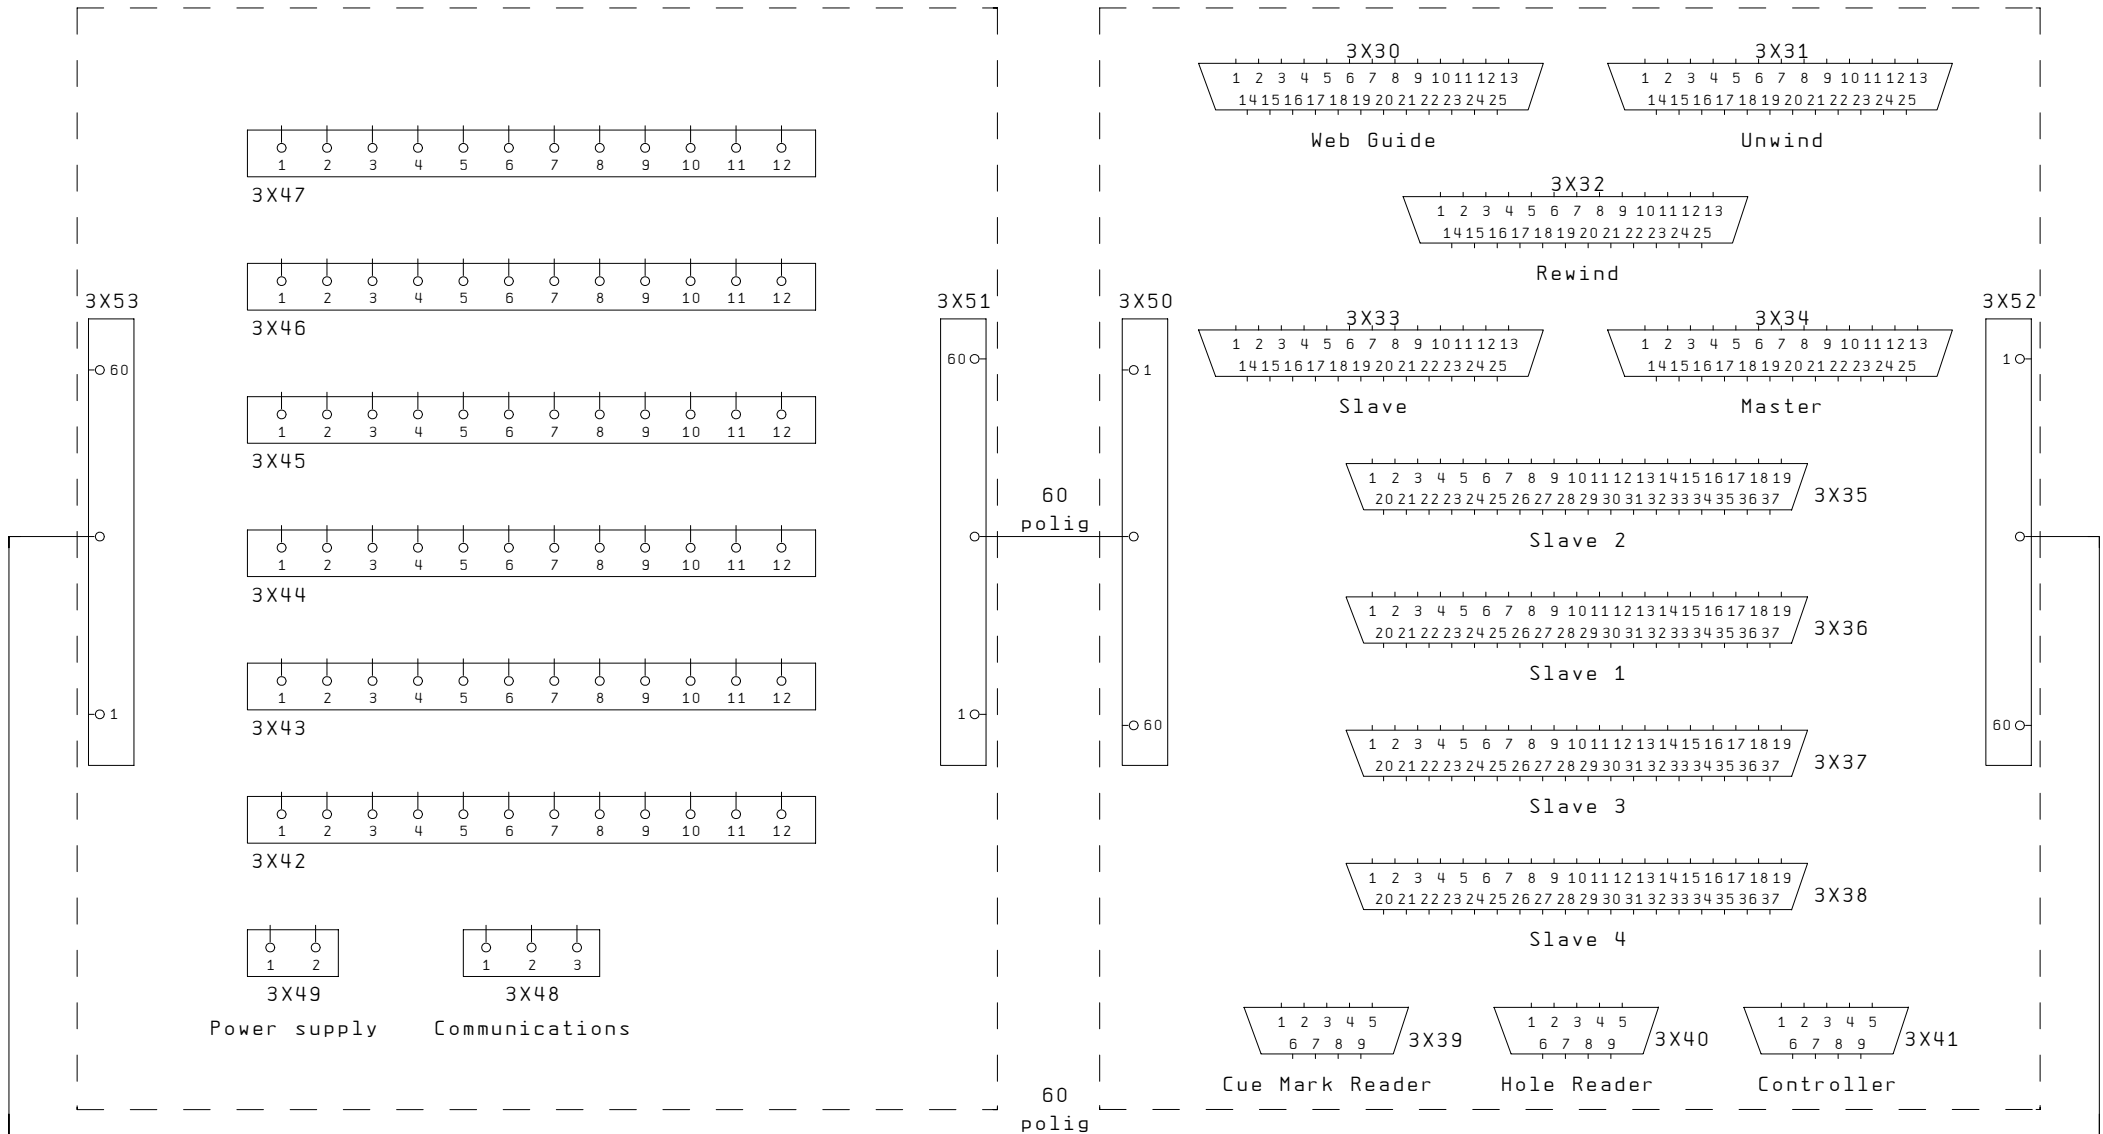 1 2 3 4 5 6 7 8 9 10 11 12
3X47
1 2 3 4 5 6 7 8 9 10 11 12
3X46
3X53
60
1
1 2 3 4 5 6 7 8 9 10 11 12
3X45
1 2 3 4 5 6 7 8 9 10 11 12
3X44
1 2 3 4 5 6 7 8 9 10 11 12
3X43
1 2 3 4 5 6 7 8 9 10 11 12
3X42
1 2
3X49
Power supply
1 2 3
3X48
Communications
3X51
60
1
60
polig
60
polig
3X50
1
60
3X30
1 2 3 4 5 6 7 8 9 10 11 12 13
14 15 16 17 18 19 20 21 22 23 24 25
Web Guide
3X31
1 2 3 4 5 6 7 8 9 10 11 12 13
14 15 16 17 18 19 20 21 22 23 24 25
Unwind
3X32
1 2 3 4 5 6 7 8 9 10 11 12 13
14 15 16 17 18 19 20 21 22 23 24 25
Rewind
3X33
1 2 3 4 5 6 7 8 9 10 11 12 13
14 15 16 17 18 19 20 21 22 23 24 25
Slave
3X34
1 2 3 4 5 6 7 8 9 10 11 12 13
14 15 16 17 18 19 20 21 22 23 24 25
Master
3X52
1
60
1 2 3 4 5 6 7 8 9 10 11 12 13 14 15 16 17 18 19
20 21 22 23 24 25 26 27 28 29 30 31 32 33 34 35 36 37
3X35
Slave 2
1 2 3 4 5 6 7 8 9 10 11 12 13 14 15 16 17 18 19
20 21 22 23 24 25 26 27 28 29 30 31 32 33 34 35 36 37
3X36
Slave 1
1 2 3 4 5 6 7 8 9 10 11 12 13 14 15 16 17 18 19
20 21 22 23 24 25 26 27 28 29 30 31 32 33 34 35 36 37
3X37
Slave 3
1 2 3 4 5 6 7 8 9 10 11 12 13 14 15 16 17 18 19
20 21 22 23 24 25 26 27 28 29 30 31 32 33 34 35 36 37
3X38
Slave 4
1 2 3 4 5
6 7 8 9
3X39
Cue Mark Reader
1 2 3 4 5
6 7 8 9
3X40
Hole Reader
1 2 3 4 5
6 7 8 9
3X41
Controller